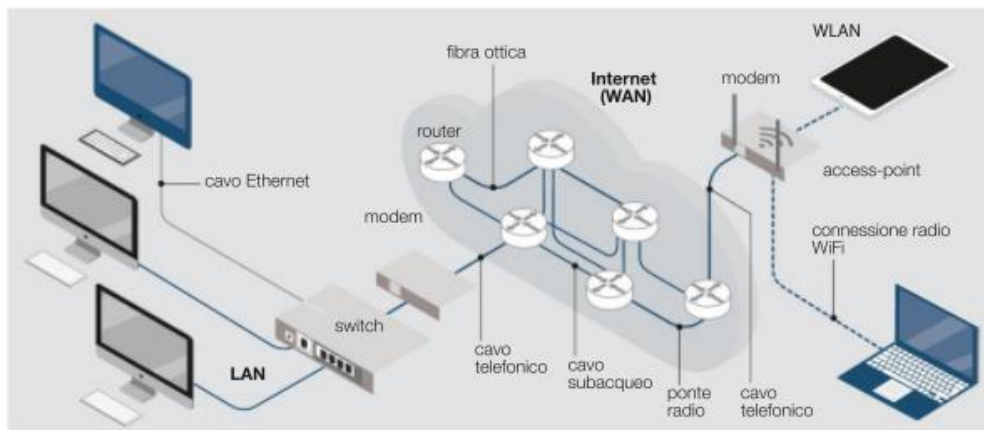 WLAN
fibra ottica
Internet
(WAN)
modem
router
cavo Ethernet
access-point
modem
connessione radio
WiFi
switch
LAN
cavo
telefonico
cavo
subacqueo
ponte
radio
cavo
telefonico